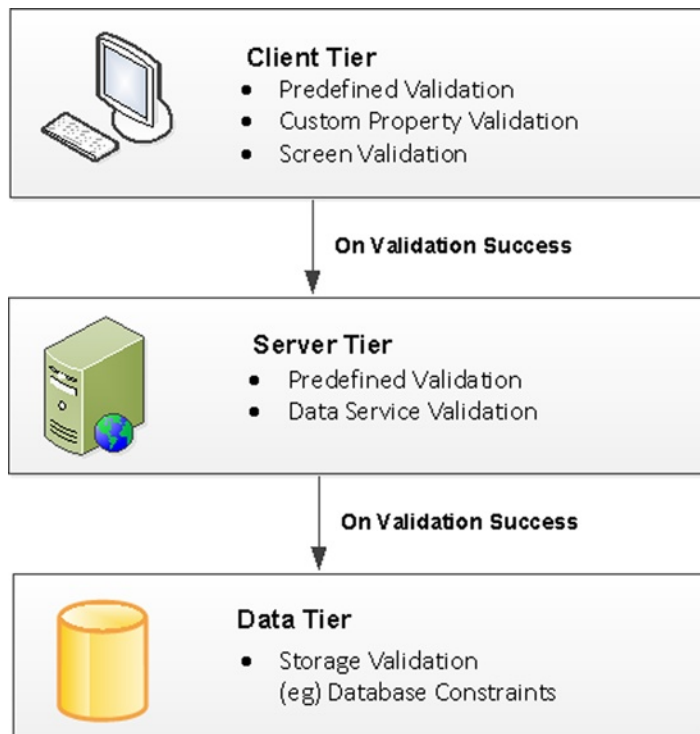 Client Tier
• Predefined Validation
• Custom Property Validation
• Screen Validation
On Validation Success
Server Tier
• Predefined Validation
• Data Service Validation
On Validation Success
Data Tier
• Storage Validation
(eg) Database Constraints